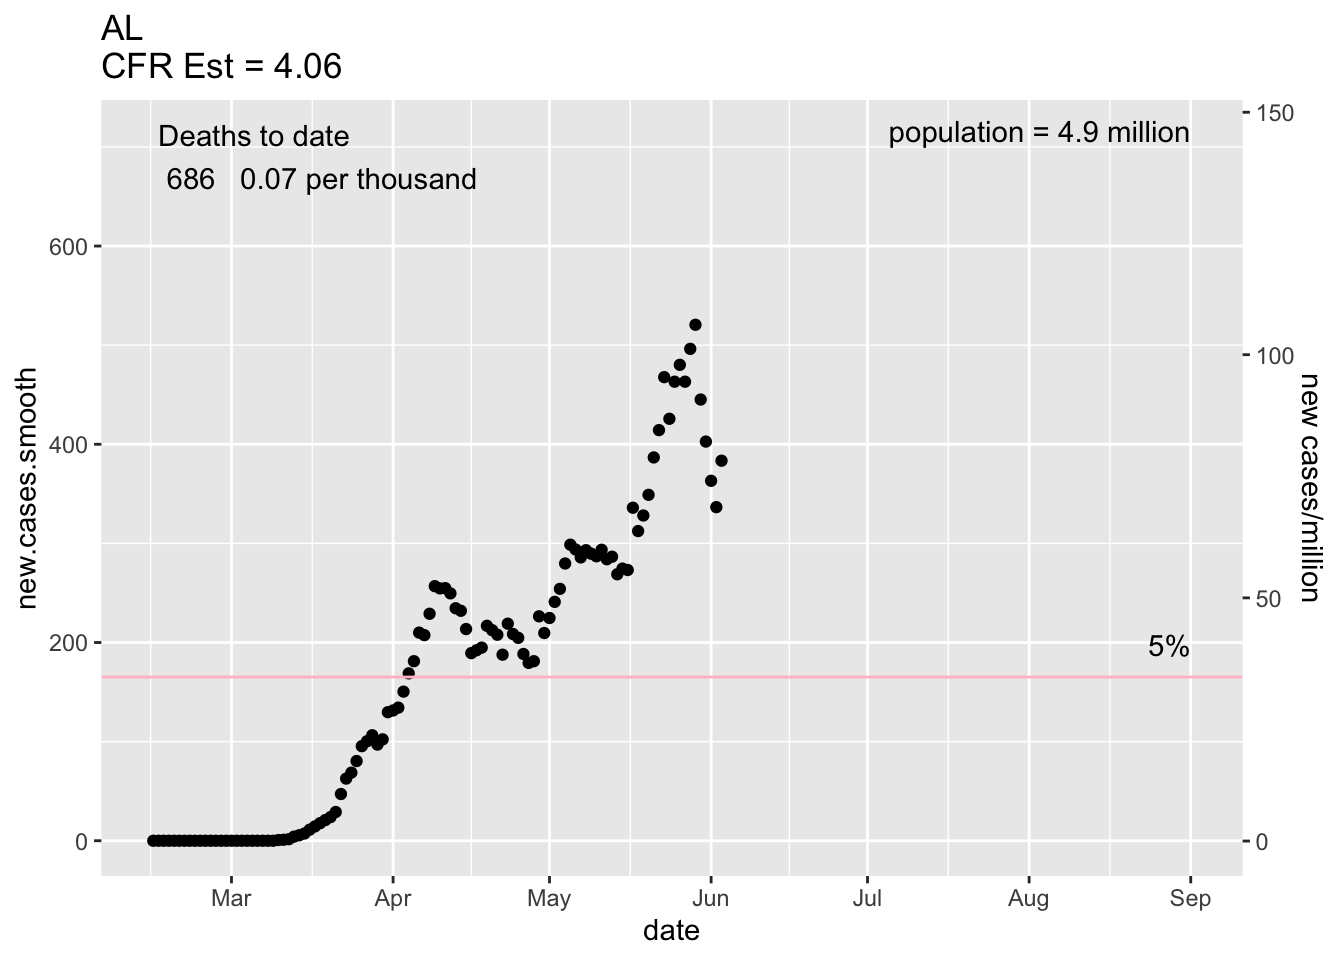 AL
CFR Est = 4.06
Deaths to date
686 0.07 per thousand
population = 4.9 million
5%
600
400
200
0
new.cases.smooth
150
100
50
0
new cases/million
Mar Apr May Jun Jul Aug Sep
date